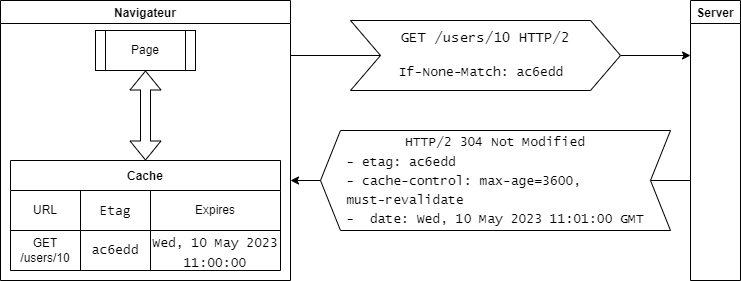 Navigateur
Server
Page
GET /users/10 HTTP/2
If-None-Match: ac6edd
HTTP/2 304 Not Modified
- etag: ac6edd
- cache-control: max-age=3600,
must-revalidate
-  date: Wed, 10 May 2023 11:01:00 GMT
Cache
URL
Etag
Expires
GET
/users/10
ac6edd
Wed, 10 May 2023
11:00:00